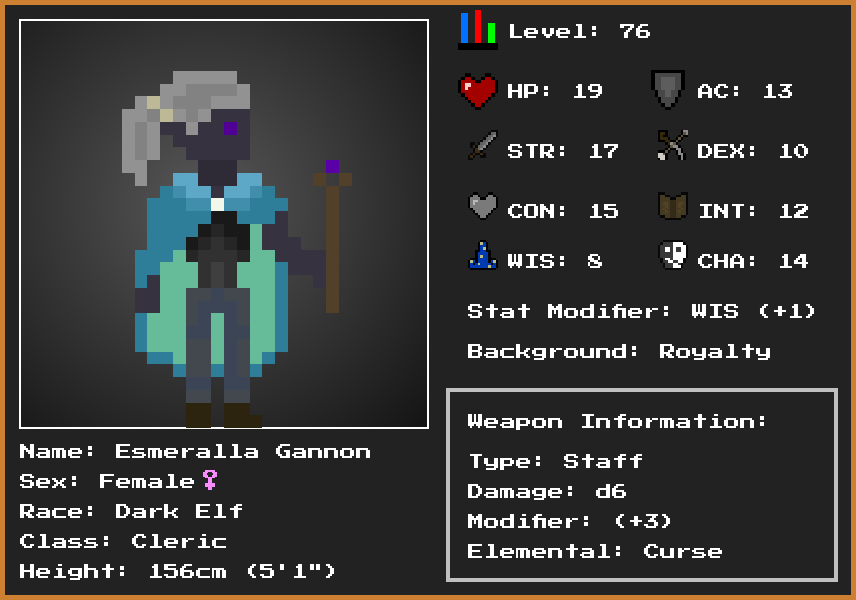 Level: 76
HP: 19 AC: 13
STR: 17 DEX: 10
CON: 15 INT: 12
WIS: 8 CHA: 14
Stat Modifier: WIS (+1)
Background: Royalty
Weapon Information:
Type: Staff
Damage: d6
Modifier: (+3)
Elemental: Curse
Name: Esmeralla Gannon
Sex: Female♀
Race: Dark Elf
Class: Cleric
Height: 156cm (5'1")